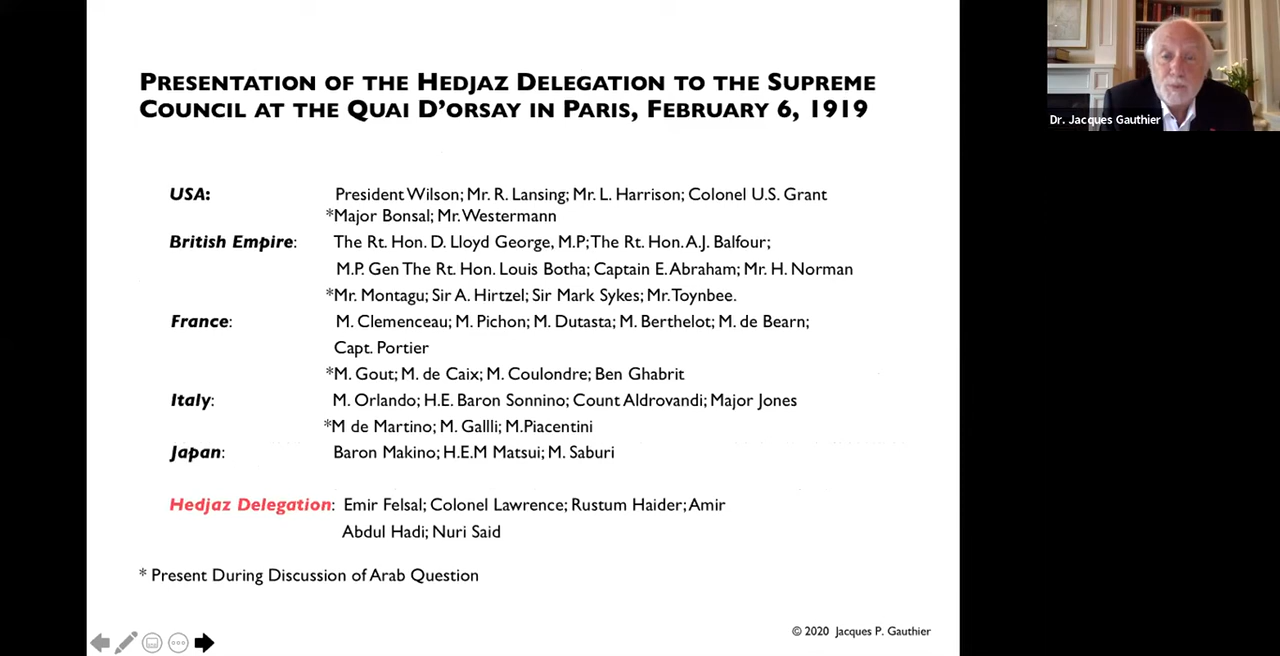 PRESENTATION OF THE HEDJAZ DELEGATION TO THE SUPREME
COUNCIL AT THE QUAI D'ORSAY IN PARIS, FEBRUARY 6, 1919
Dr. Jacques Gauthier
USA: President Wilson; Mr. R. Lansing; Mr. L. Harrison; Colonel U.S. Grant
*Major Bonsal; Mr. Westermann
British Empire: The Rt. Hon. D. Lloyd George, M.P; The Rt. Hon. A.J. Balfour;
M.P. Gen The Rt. Hon. Louis Botha; Captain E. Abraham; Mr. H. Norman
*Mr. Montagu; Sir A. Hirtzel; Sir Mark Sykes; Mr. Toynbee.
France: M. Clemenceau; M. Pichon; M. Dutasta; M. Berthelot; M. de Bearn;
Capt. Portier
*M. Gout; M. de Caix; M. Coulondre; Ben Ghabrit
Italy: M. Orlando; H.E. Baron Sonnino; Count Aldrovandi; Major Jones
*M de Martino; M. Gallli; M.Piacentini
Japan: Baron Makino; H.E.M Matsui; M. Saburi
Hedjaz Delegation: Emir Felsal; Colonel Lawrence; Rustum Haider; Amir
Abdul Hadi; Nuri Said
* Present During Discussion of Arab Question
© 2020 Jacques P. Gauthier